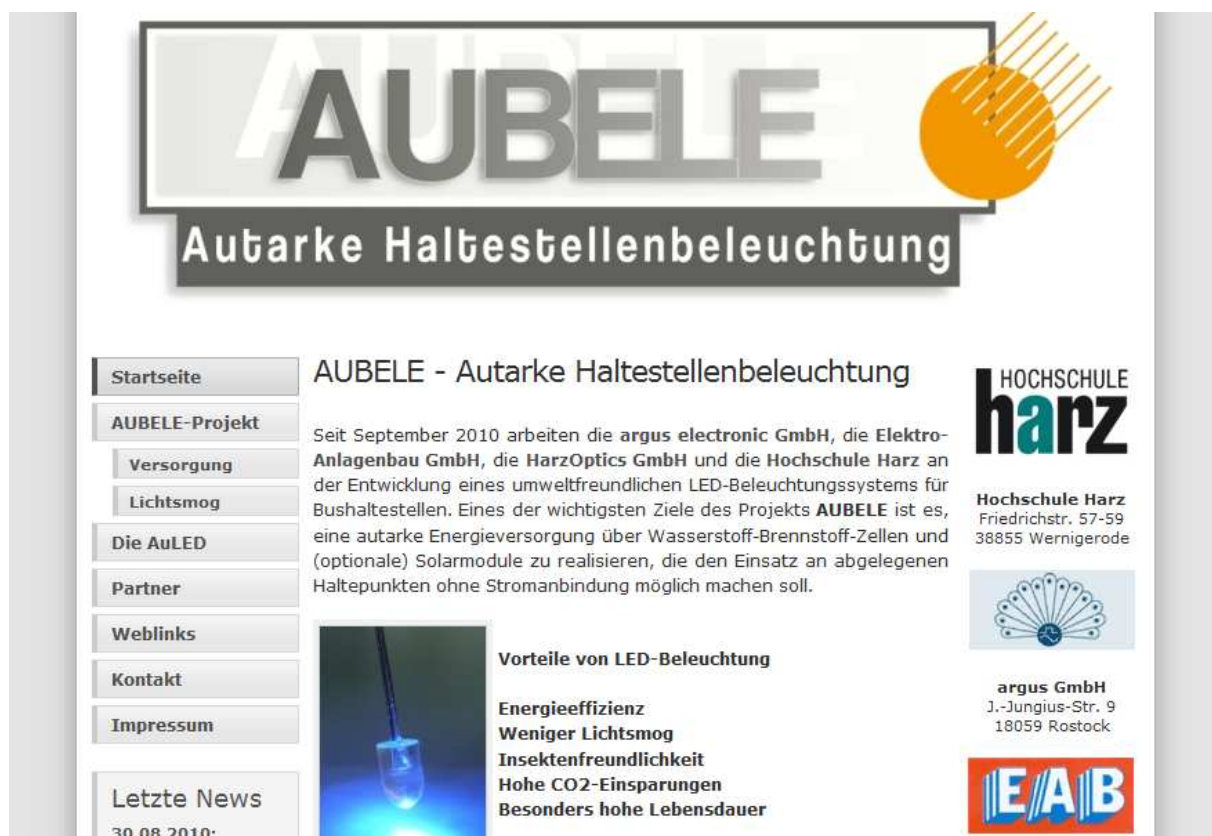 AUBELE
Autarke Haltestellenbeleuchtung
Startseite
AUBELE-Projekt
Versorgung
Lichtsmog
Die AuLED
Partner
Weblinks
Kontakt
Impressum
Letzte News
30.08.2010:
AUBELE - Autarke Haltestellenbeleuchtung
Seit September 2010 arbeiten die argus electronic GmbH, die Elektro-
Anlagenbau GmbH, die HarzOptics GmbH und die Hochschule Harz an
der Entwicklung eines umweltfreundlichen LED-Beleuchtungssystems für
Bushaltestellen. Eines der wichtigsten Ziele des Projekts AUBELE ist es,
eine autarke Energieversorgung über Wasserstoff-Brennstoff-Zellen und
(optionale) Solarmodule zu realisieren, die den Einsatz an abgelegenen
Haltepunkten ohne Stromanbindung möglich machen soll.
Vorteile von LED-Beleuchtung
Energieeffizienz
Weniger Lichtsmog
Insektenfreundlichkeit
Hohe CO2-Einsparungen
Besonders hohe Lebensdauer
HOCHSCHULE
harz
Hochschule Harz
Friedrichstr. 57-59
38855 Wernigerode
argus GmbH
J.-Jungius-Str. 9
18059 Rostock
EAB